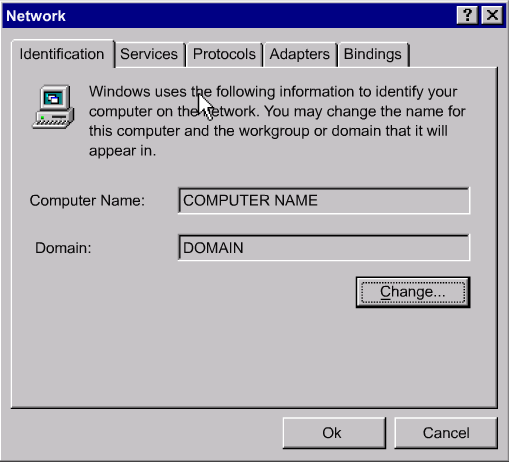 Network
Identification Services Protocols Adapters Bindings
Windows uses the following information to identify your
computer on the network. You may change the name for
this computer and the workgroup or domain that it will
appear in.
Computer Name: COMPUTER NAME
Domain: DOMAIN
Change...
Ok Cancel